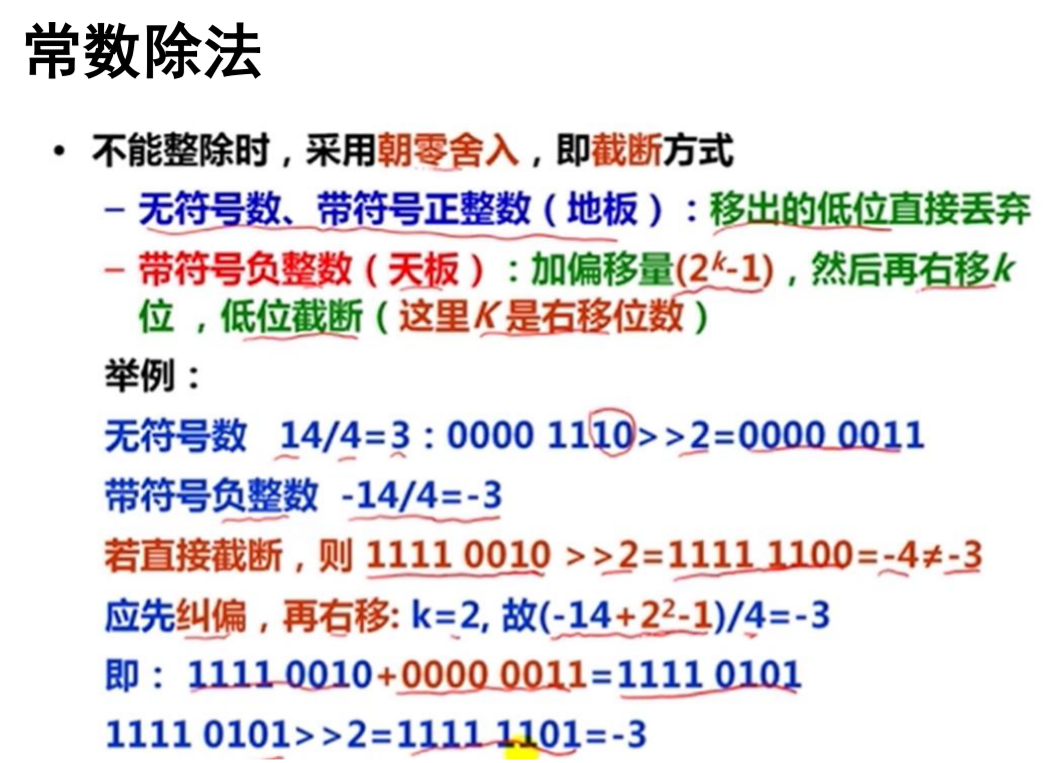 常数除法
• 不能整除时，采用朝零舍入，即截断方式
– 无符号数、带符号正整数（地板）：移出的低位直接丢弃
– 带符号负整数（天板）：加偏移量(2ᵏ-1)，然后再右移k
位 ，低位截断（这里K是右移位数）
举例：
无符号数 14/4=3：0000 1110>>2=0000 0011
带符号负整数 -14/4=-3
若直接截断，则 1111 0010 >>2=1111 1100=-4≠-3
应先纠偏，再右移: k=2, 故(-14+2²-1)/4=-3
即： 1111 0010+0000 0011=1111 0101
1111 0101>>2=1111 1101=-3